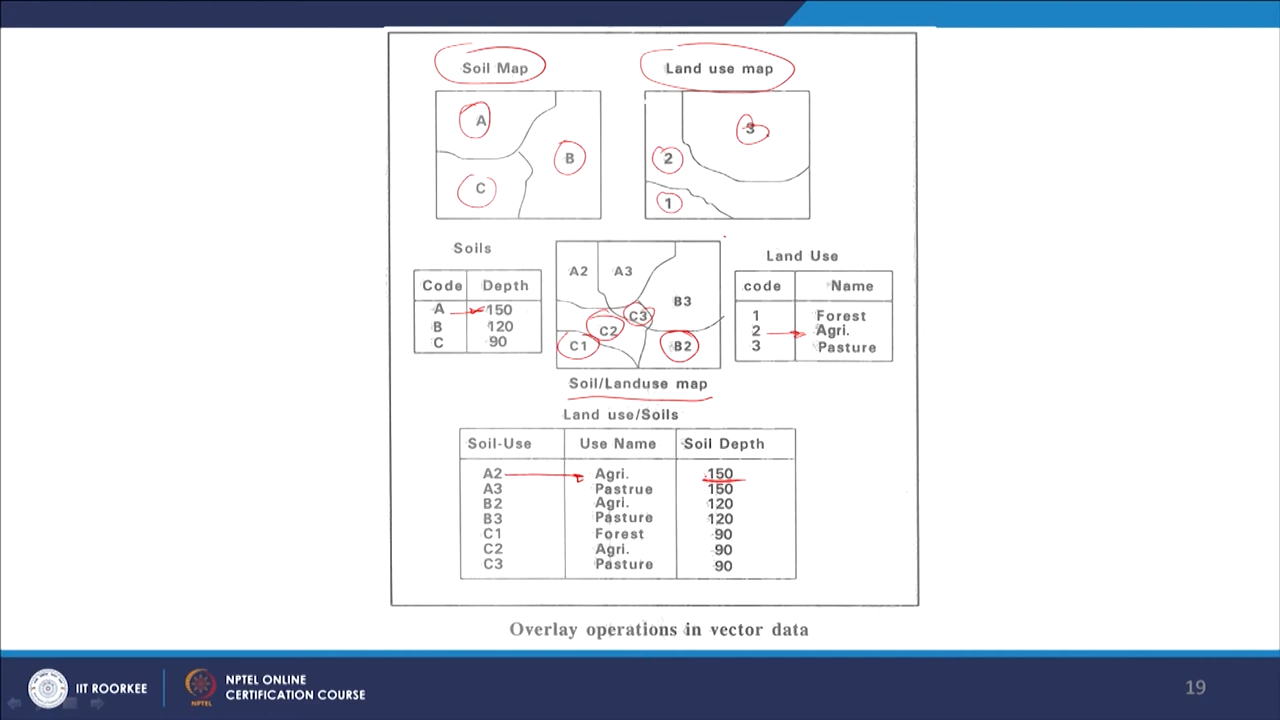 Soil Map
Land use map
A
B
C
3
2
1
Soils
Code Depth
A 150
B 120
C 90
A2 A3
B3
C3
C2
C1 B2
Soil/Landuse map
Land Use
code Name
1 Forest
2 Agri.
3 Pasture
Land use/Soils
Soil-Use Use Name Soil Depth
A2 Agri. 150
A3 Pastrue 150
B2 Agri. 120
B3 Pasture 120
C1 Forest 90
C2 Agri. 90
C3 Pasture 90
Overlay operations in vector data
IIT ROORKEE
NPTEL
NPTEL ONLINE
CERTIFICATION COURSE
19